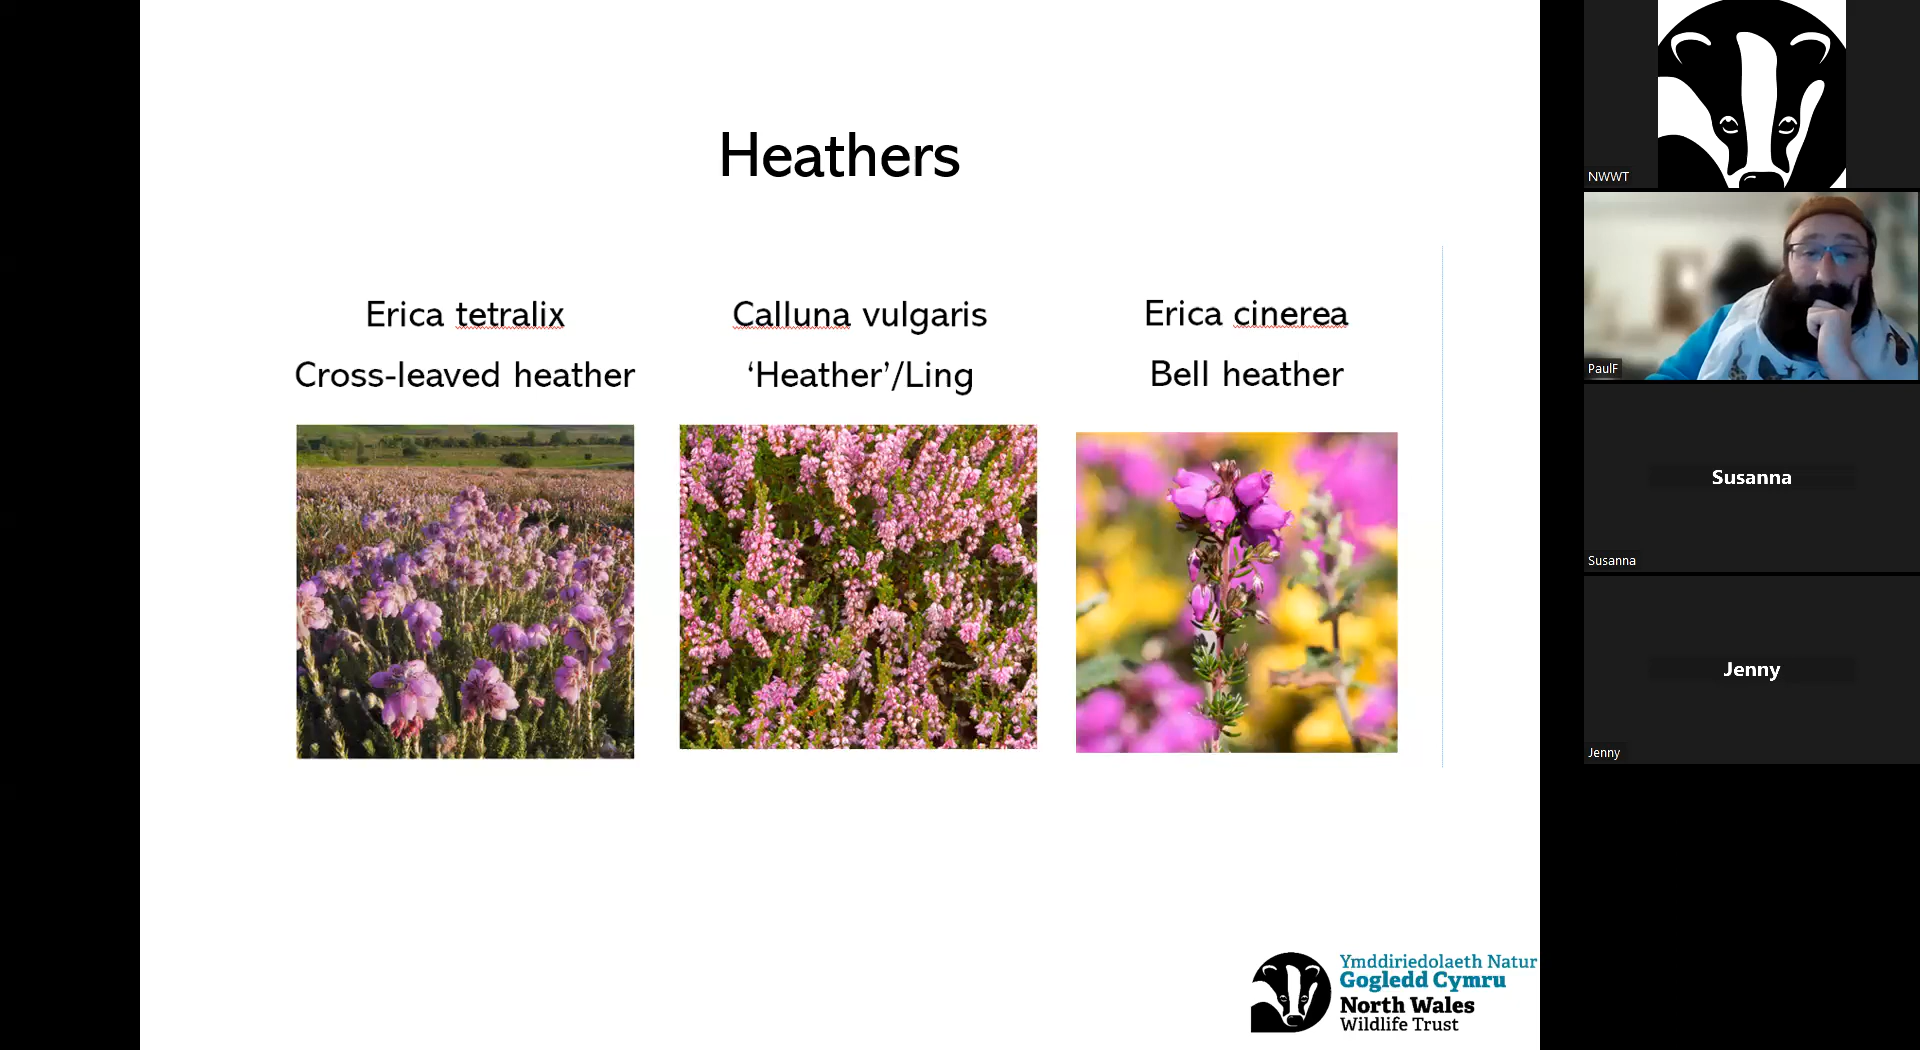 Heathers
Erica tetralix
Cross-leaved heather
Calluna vulgaris
‘Heather’/Ling
Erica cinerea
Bell heather
Ymddiriedolaeth Natur
Gogledd Cymru
North Wales
Wildlife Trust
NWWT
PaulF
Susanna
Susanna
Jenny
Jenny